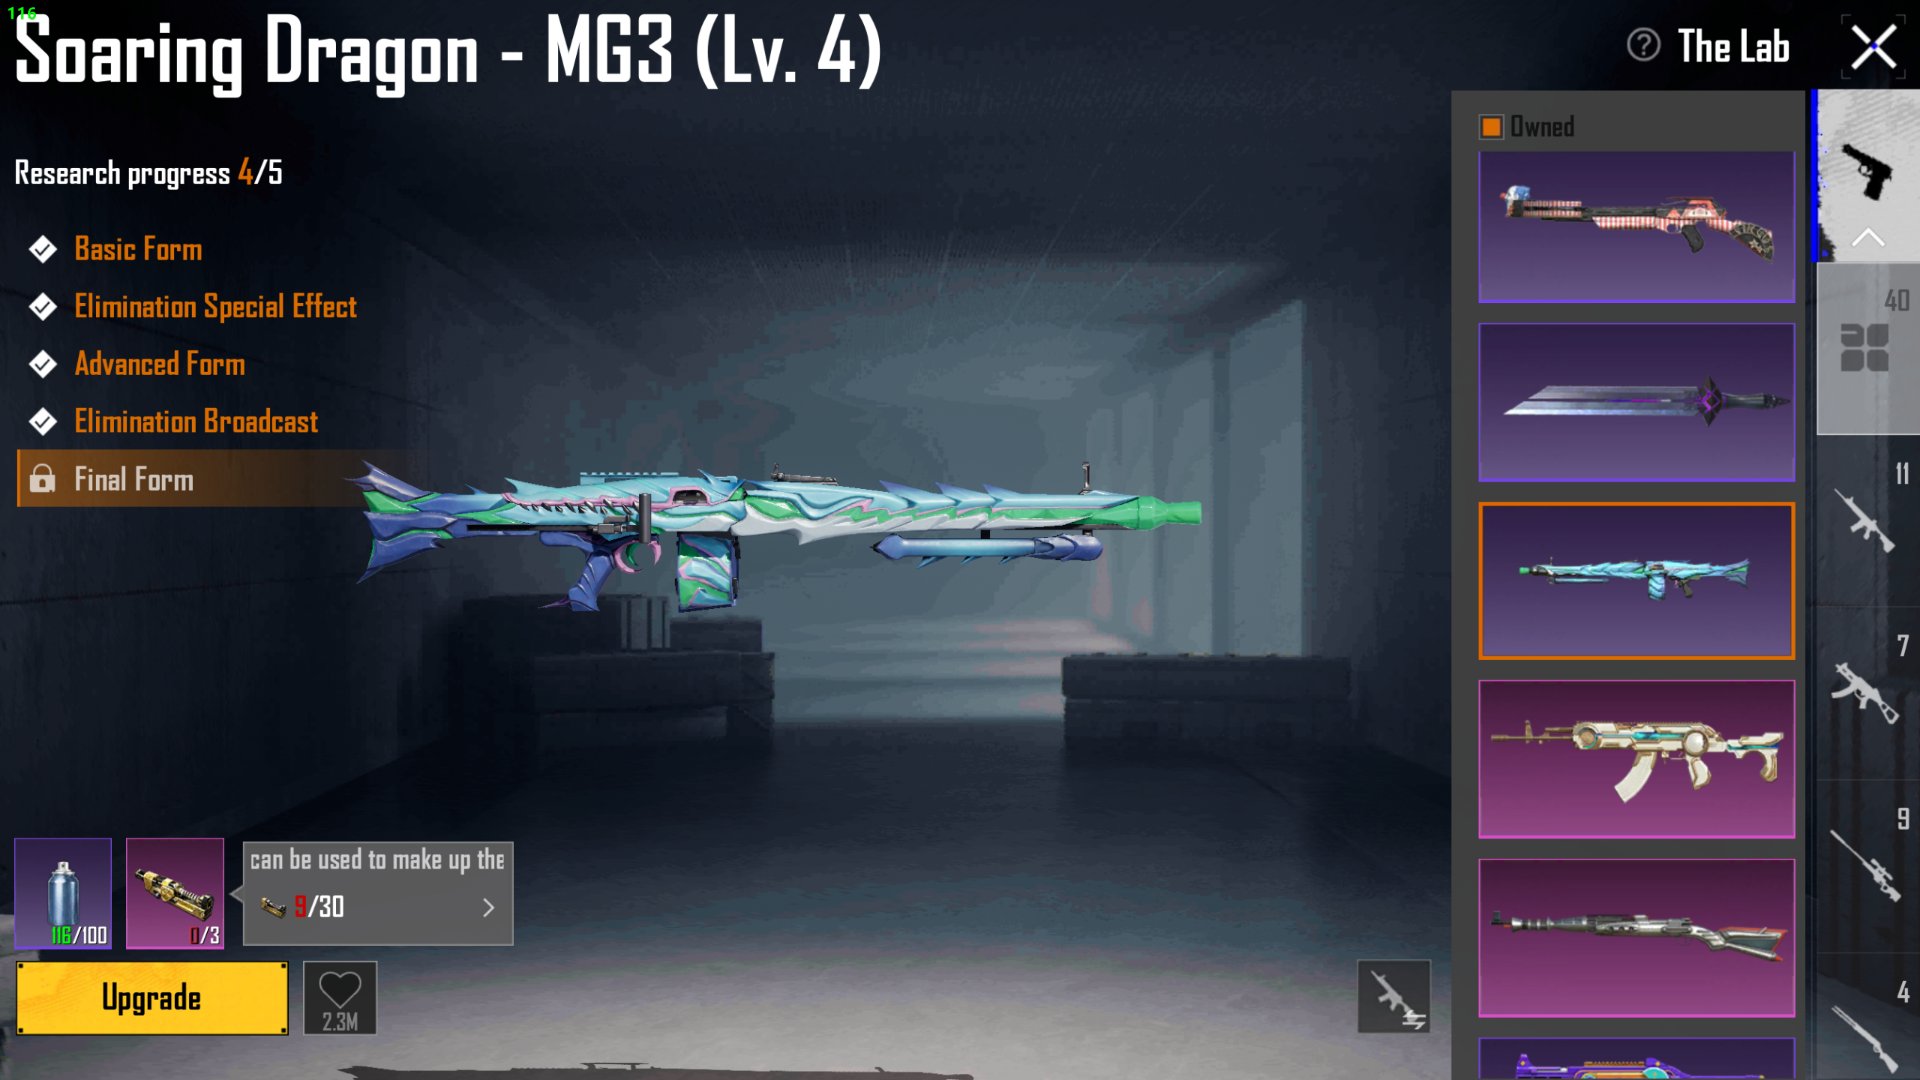 116
Soaring Dragon - MG3 (Lv. 4)
The Lab
Research progress 4/5
Basic Form
Elimination Special Effect
Advanced Form
Elimination Broadcast
Final Form
116/100
0/3
can be used to make up the
9/30
Upgrade
2.3M
Owned
40
11
7
9
4